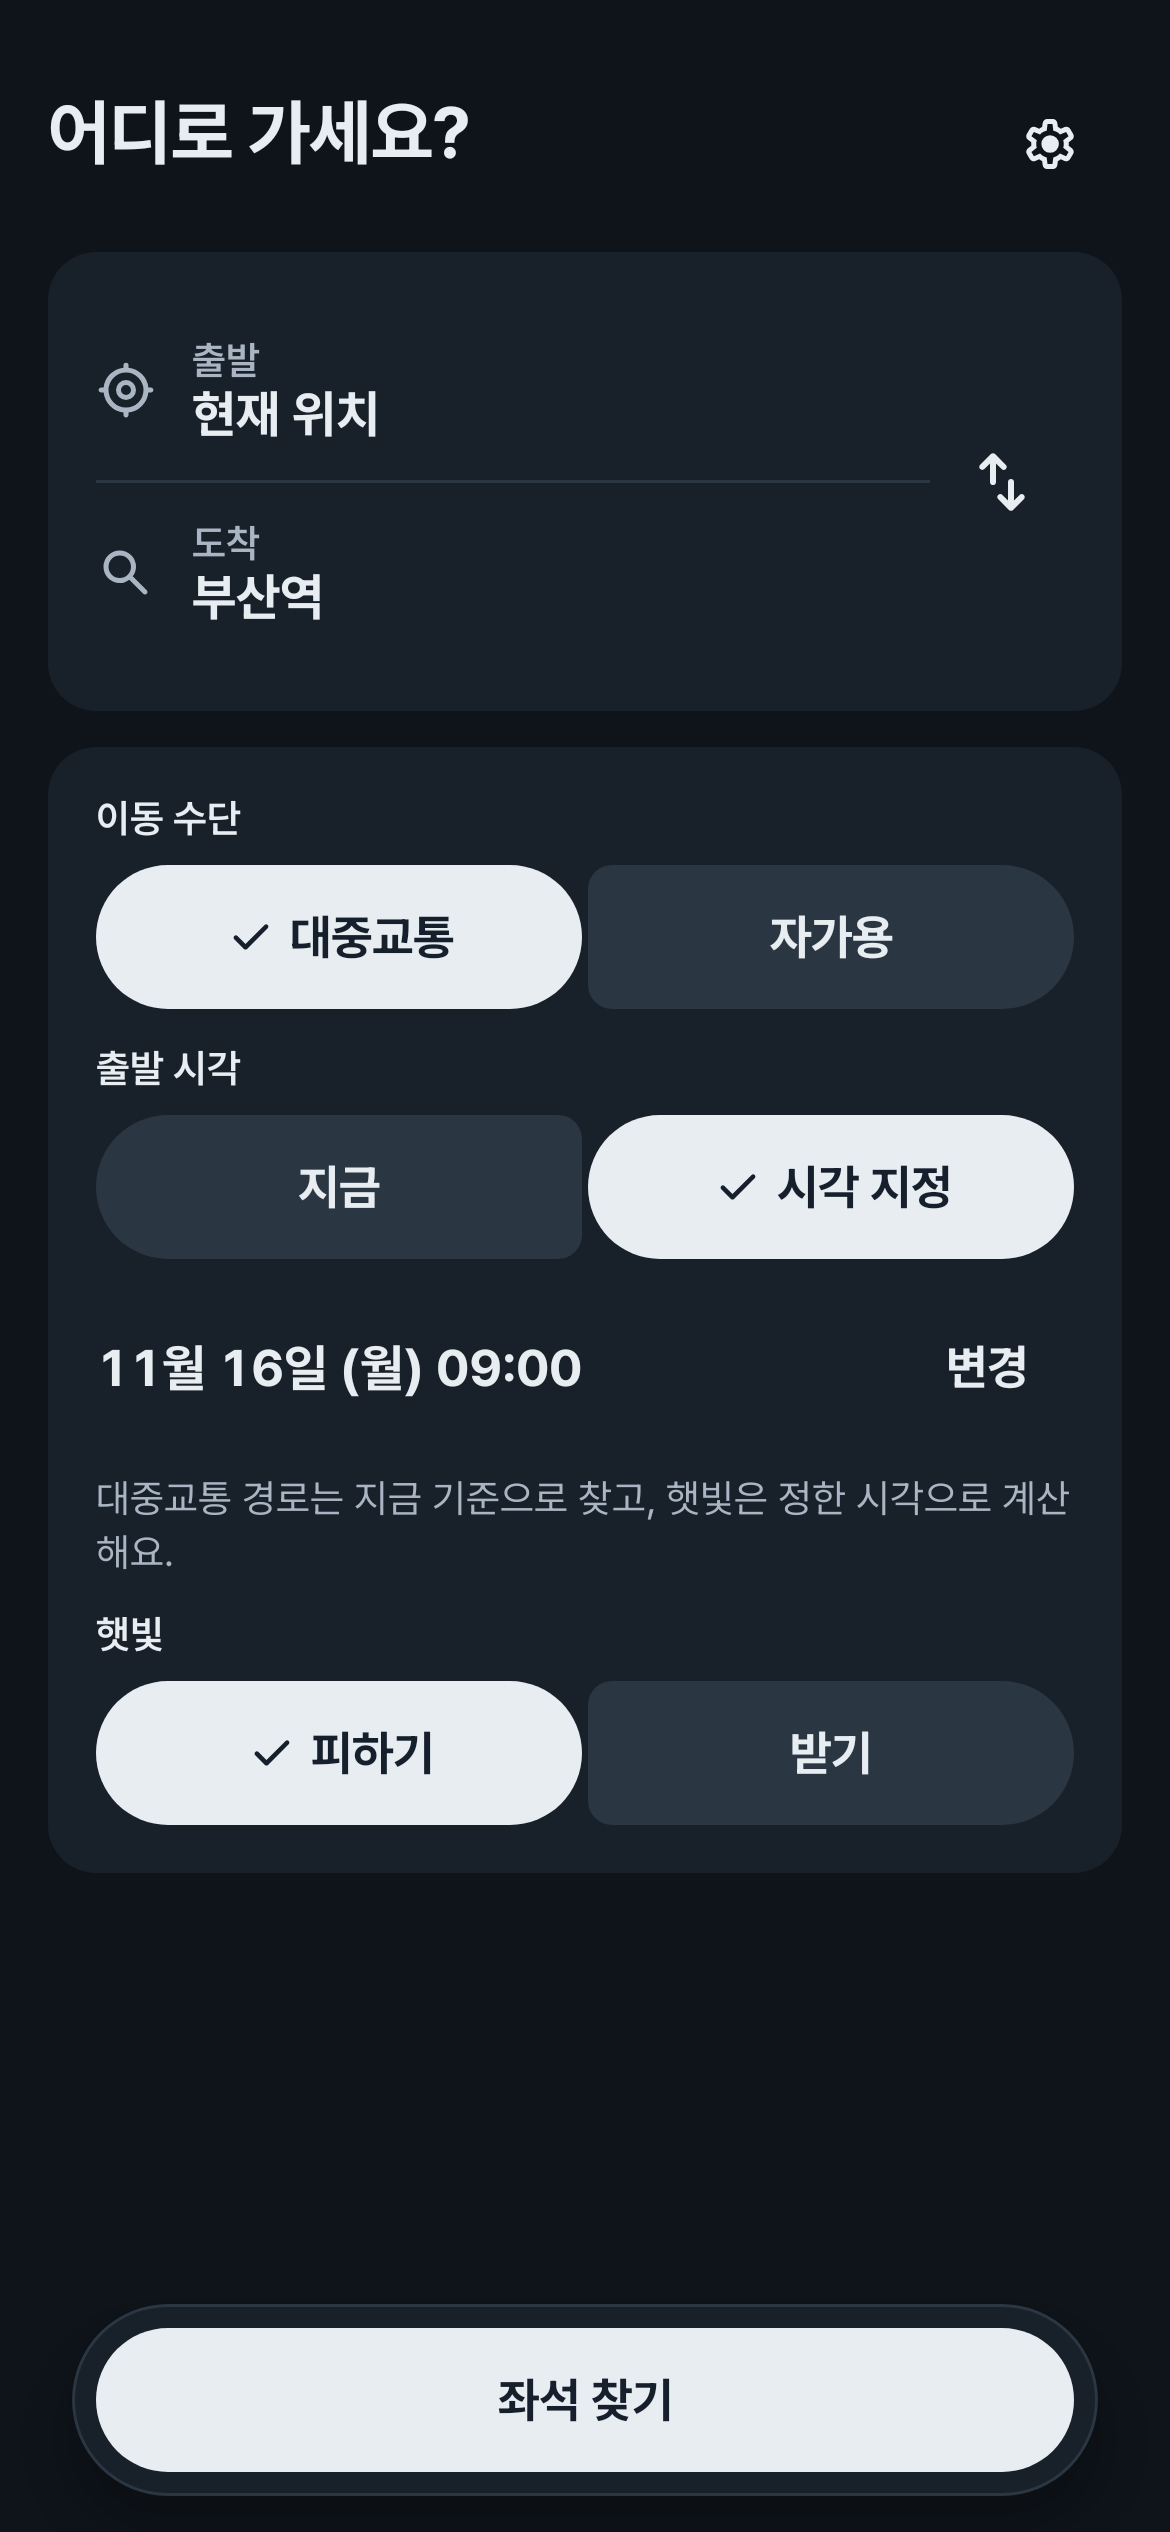 어디로 가세요?
출발
현재 위치
도착
부산역
이동 수단
대중교통
자가용
출발 시각
지금
시각 지정
11월 16일 (월) 09:00
변경
대중교통 경로는 지금 기준으로 찾고, 햇빛은 정한 시각으로 계산
해요.
햇빛
피하기
받기
좌석 찾기